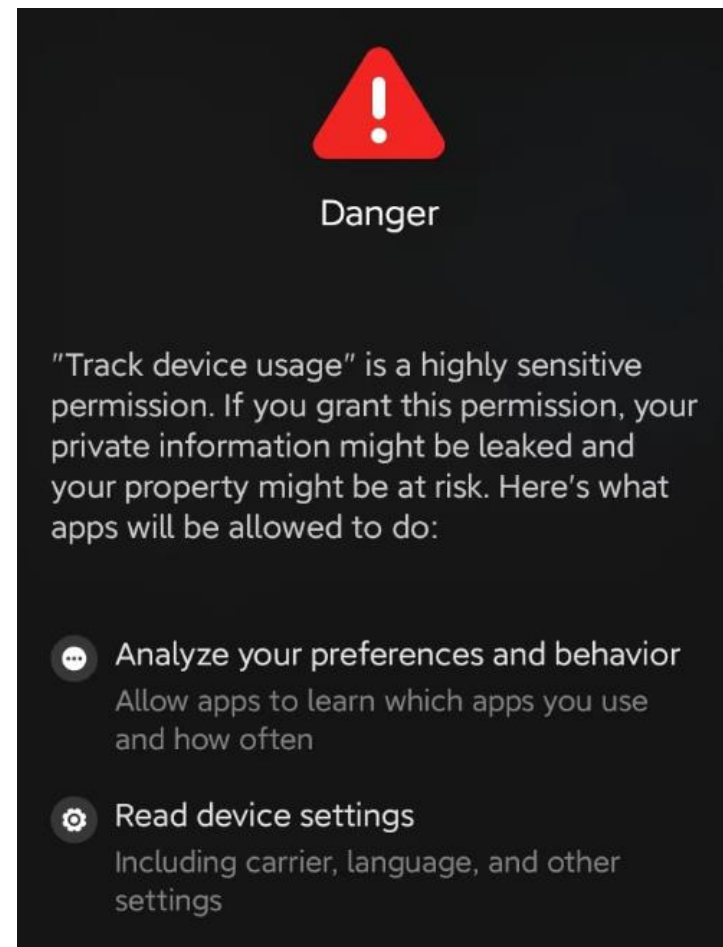 Danger
"Track device usage" is a highly sensitive
permission. If you grant this permission, your
private information might be leaked and
your property might be at risk. Here's what
apps will be allowed to do:
Analyze your preferences and behavior
Allow apps to learn which apps you use
and how often
Read device settings
Including carrier, language, and other
settings